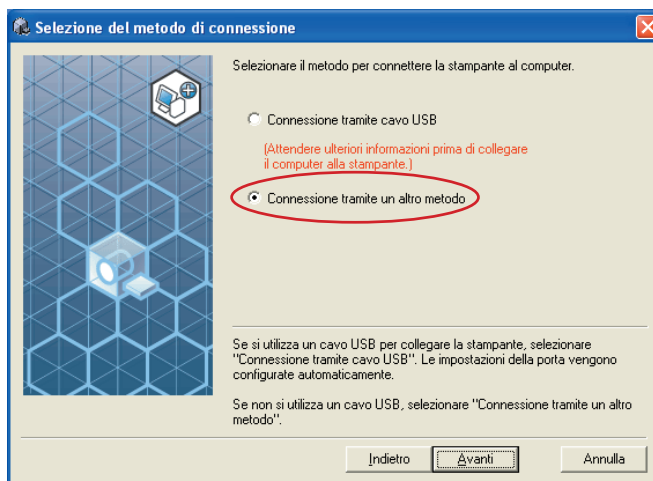 Selezione del metodo di connessione
Selezionare il metodo per connettere la stampante al computer.
Connessione tramite cavo USB
(Attendere ulteriori informazioni prima di collegare
il computer alla stampante.)
Connessione tramite un altro metodo
Se si utilizza un cavo USB per collegare la stampante, selezionare
"Connessione tramite cavo USB". Le impostazioni della porta vengono
configurate automaticamente.
Se non si utilizza un cavo USB, selezionare "Connessione tramite un altro
metodo".
Indietro Avanti Annulla